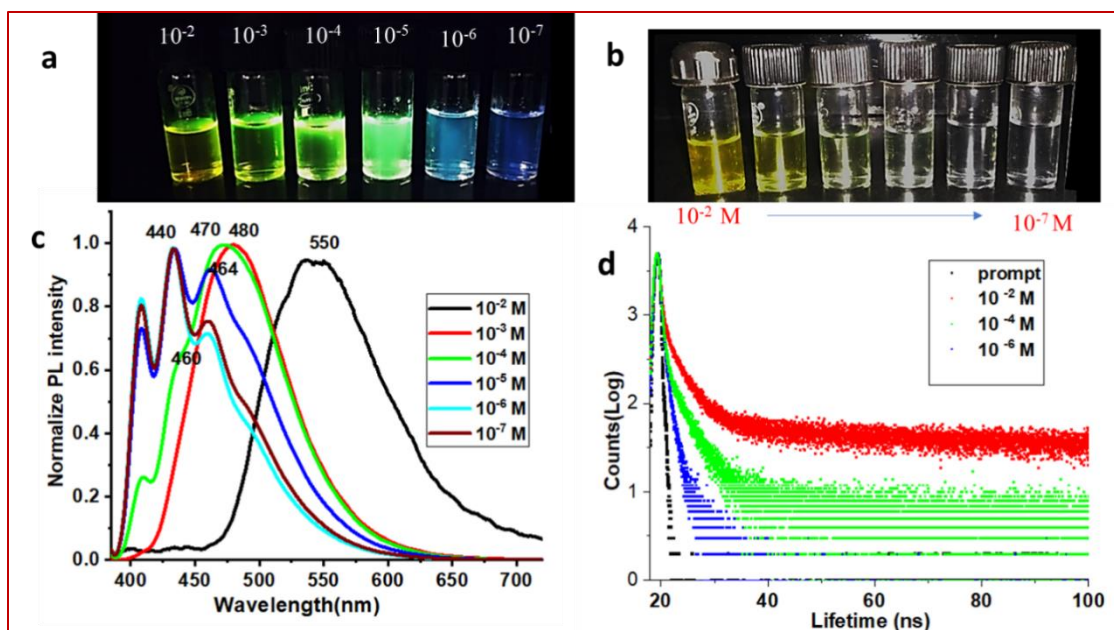 a
10-2 10-3 10-4 10-5 10-6 10-7
b
10-2 M
10-7 M
c
440 470 480 550
464
460
10-2 M
10-3 M
10-4 M
10-5 M
10-6 M
10-7 M
Normalize PL intensity
1.0
0.8
0.6
0.4
0.2
0.0
400 450 500 550 600 650 700
Wavelength(nm)
d
prompt
10 -2 M
10 -4 M
10 -6 M
Counts(Log)
4
3
2
1
0
20 40 60 80 100
Lifetime (ns)